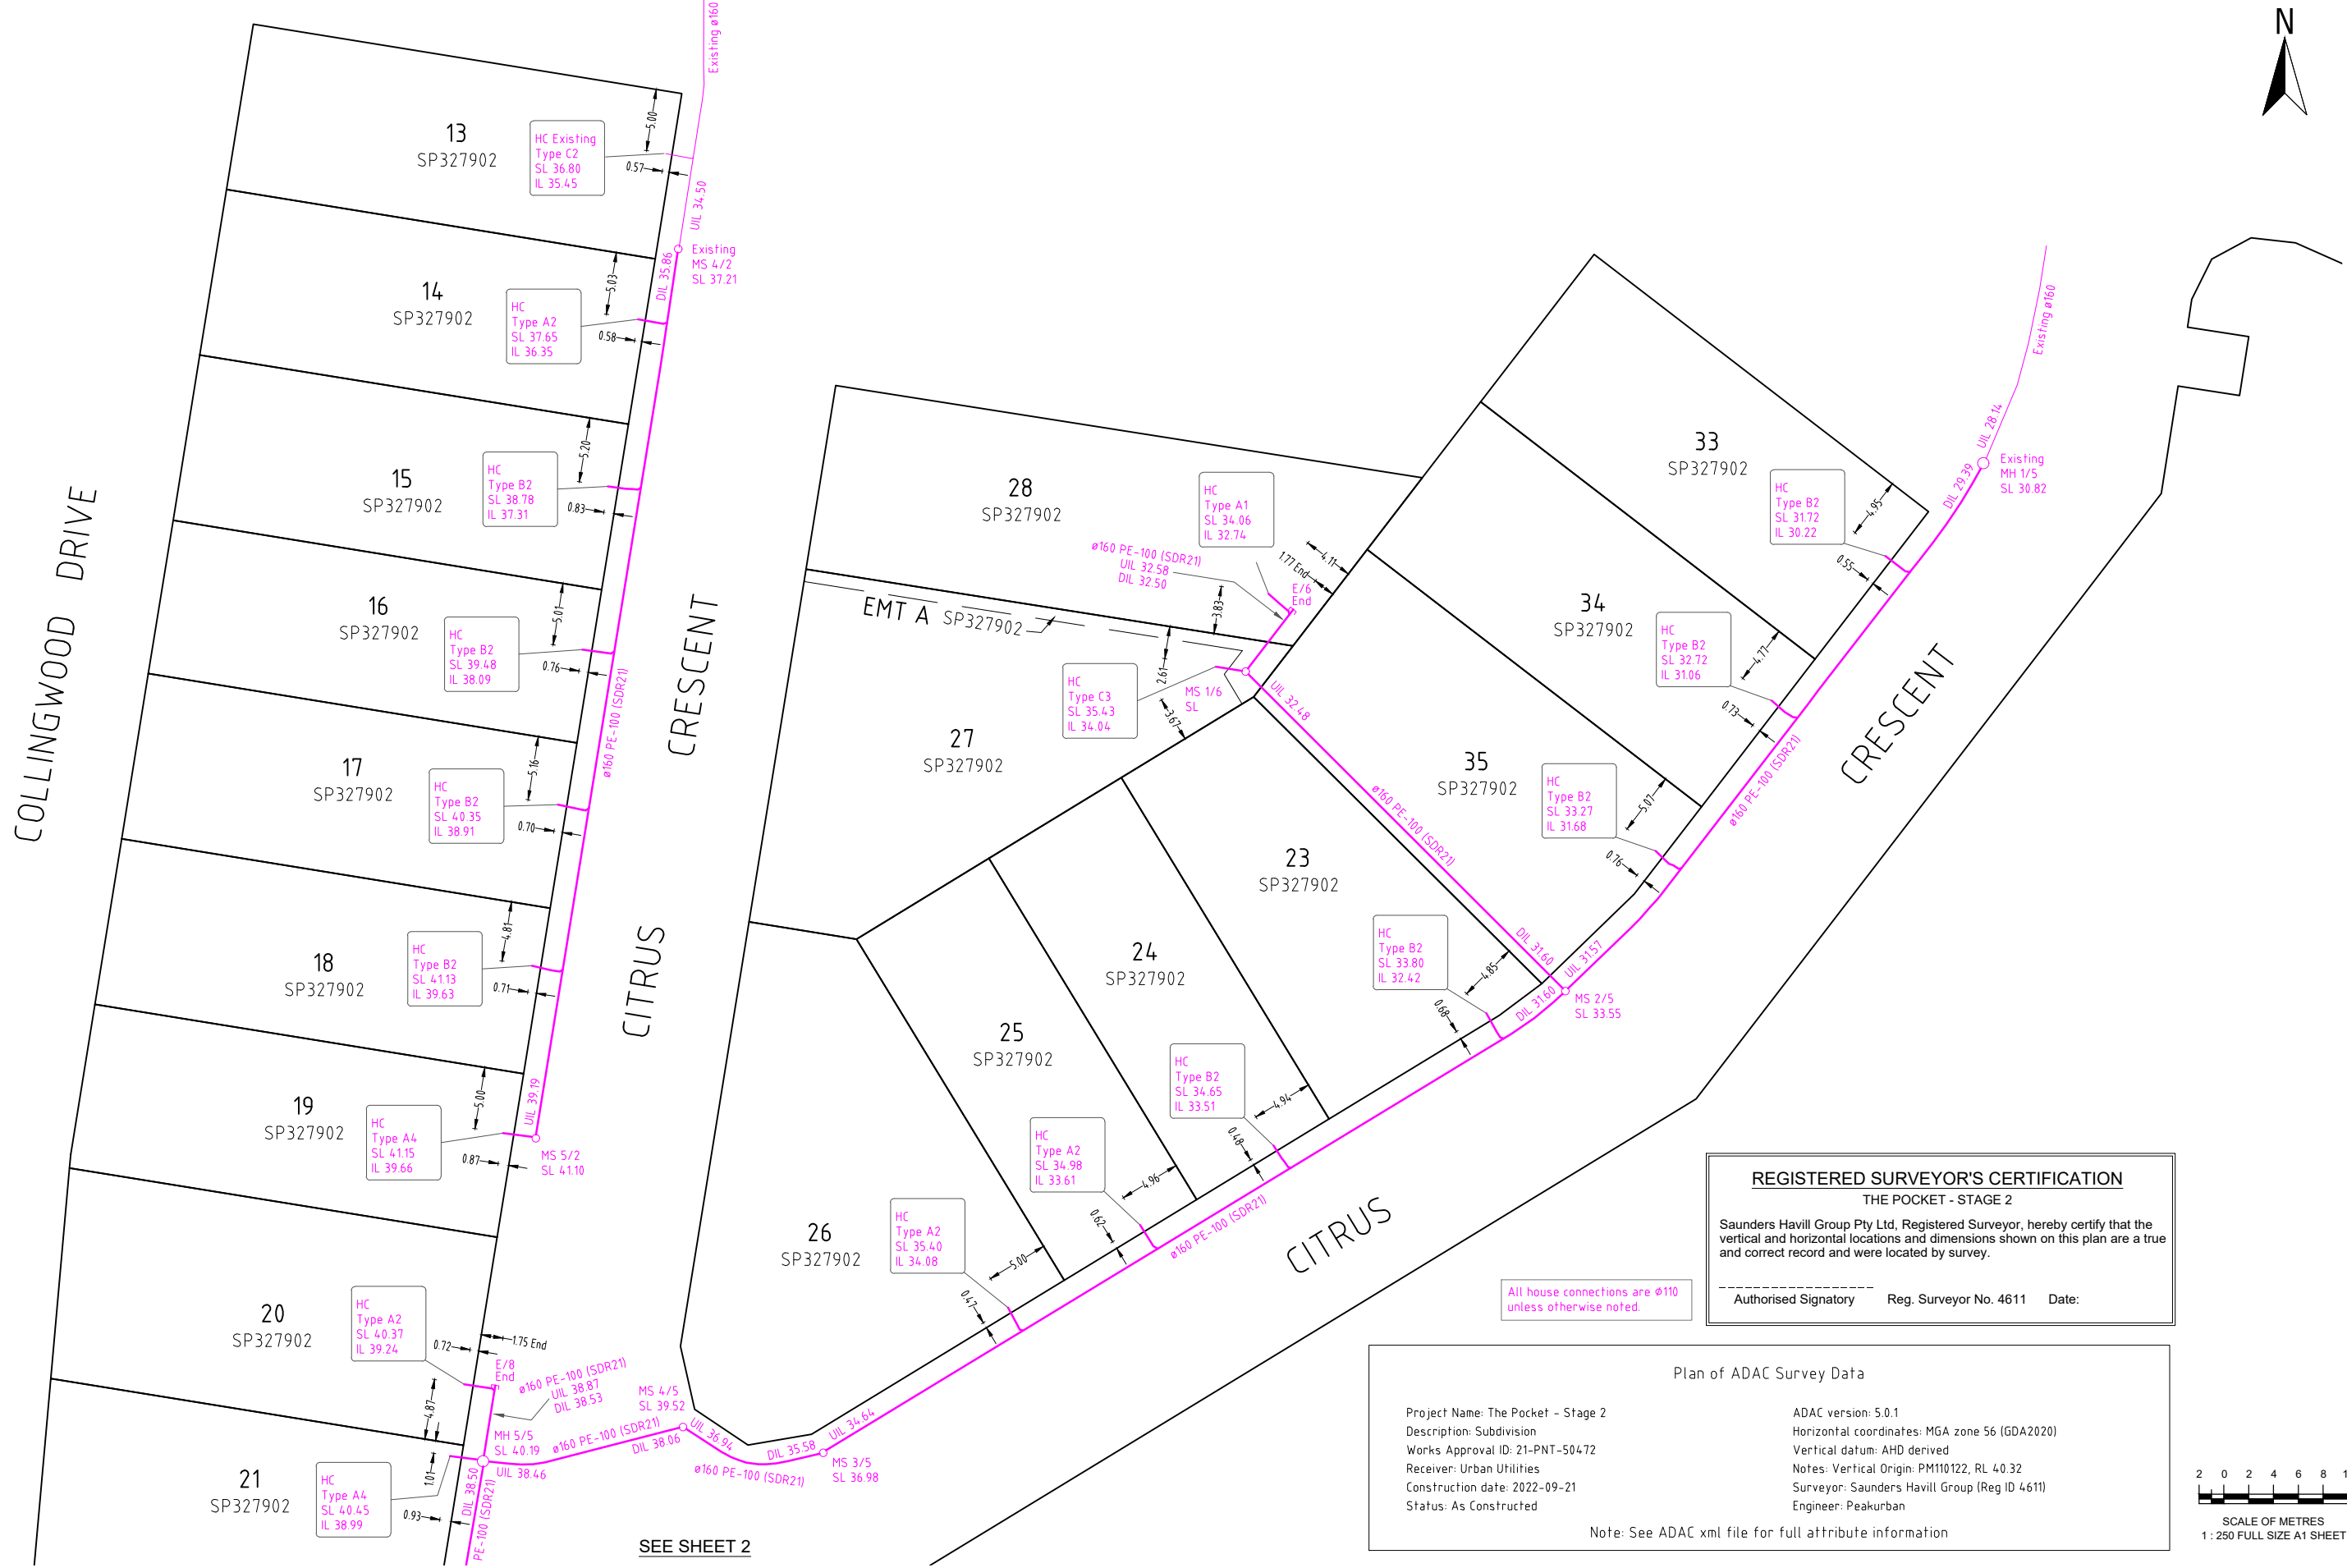 Existing ø160
N
13
SP327902
HC Existing
Type C2
SL 36.80
IL 35.45
5.00
0.57
UIL 34.50
Existing
MS 4/2
SL 37.21
DIL 35.86
14
SP327902
HC
Type A2
SL 37.65
IL 36.35
5.03
0.58
15
SP327902
HC
Type B2
SL 38.78
IL 37.31
5.20
0.83
16
SP327902
HC
Type B2
SL 39.48
IL 38.09
5.01
0.76
ø160 PE-100 (SDR21)
17
SP327902
HC
Type B2
SL 40.35
IL 38.91
5.16
0.70
18
SP327902
HC
Type B2
SL 41.13
IL 39.63
4.81
0.71
19
SP327902
HC
Type A4
SL 41.15
IL 39.66
5.00
0.87
UIL 39.19
MS 5/2
SL 41.10
20
SP327902
HC
Type A2
SL 40.37
IL 39.24
0.72
1.75 End
E/8
End
ø160 PE-100 (SDR21)
UIL 38.87
DIL 38.53
4.87
MH 5/5
SL 40.19
21
SP327902
HC
Type A4
SL 40.45
IL 38.99
1.01
0.93
DIL 38.50
PE-100 (SDR21)
UIL 38.46
ø160 PE-100 (SDR21)
DIL 38.06
MS 4/5
SL 39.52
UIL 36.94
ø160 PE-100 (SDR21)
DIL 35.58
MS 3/5
SL 36.98
UIL 34.64
COLLINGWOOD DRIVE
CITRUS CRESCENT
28
SP327902
HC
Type A1
SL 34.06
IL 32.74
ø160 PE-100 (SDR21)
UIL 32.58
DIL 32.50
4.11
1.77 End
E/6
End
3.83
EMT A SP327902
2.61
27
SP327902
HC
Type C3
SL 35.43
IL 34.04
MS 1/6
SL
3.67
UIL 32.48
ø160 PE-100 (SDR21)
DIL 31.60
33
SP327902
HC
Type B2
SL 31.72
IL 30.22
4.95
0.55
Existing ø160
UIL 28.14
DIL 29.39
Existing
MH 1/5
SL 30.82
34
SP327902
HC
Type B2
SL 32.72
IL 31.06
4.77
0.73
ø160 PE-100 (SDR21)
35
SP327902
HC
Type B2
SL 33.27
IL 31.68
5.07
0.76
UIL 31.57
MS 2/5
SL 33.55
DIL 31.60
23
SP327902
HC
Type B2
SL 33.80
IL 32.42
4.85
0.68
24
SP327902
HC
Type B2
SL 34.65
IL 33.51
4.94
0.48
25
SP327902
HC
Type A2
SL 34.98
IL 33.61
4.96
0.62
ø160 PE-100 (SDR21)
26
SP327902
HC
Type A2
SL 35.40
IL 34.08
5.00
0.47
CITRUS CRESCENT
SEE SHEET 2
All house connections are ø110
unless otherwise noted.
REGISTERED SURVEYOR'S CERTIFICATION
THE POCKET - STAGE 2
Saunders Havill Group Pty Ltd, Registered Surveyor, hereby certify that the
vertical and horizontal locations and dimensions shown on this plan are a true
and correct record and were located by survey.
Authorised Signatory Reg. Surveyor No. 4611 Date:
Plan of ADAC Survey Data
Project Name: The Pocket - Stage 2
Description: Subdivision
Works Approval ID: 21-PNT-50472
Receiver: Urban Utilities
Construction date: 2022-09-21
Status: As Constructed
ADAC version: 5.0.1
Horizontal coordinates: MGA zone 56 (GDA2020)
Vertical datum: AHD derived
Notes: Vertical Origin: PM110122, RL 40.32
Surveyor: Saunders Havill Group (Reg ID 4611)
Engineer: Peakurban
Note: See ADAC xml file for full attribute information
2 0 2 4 6 8 1
SCALE OF METRES
1 : 250 FULL SIZE A1 SHEET